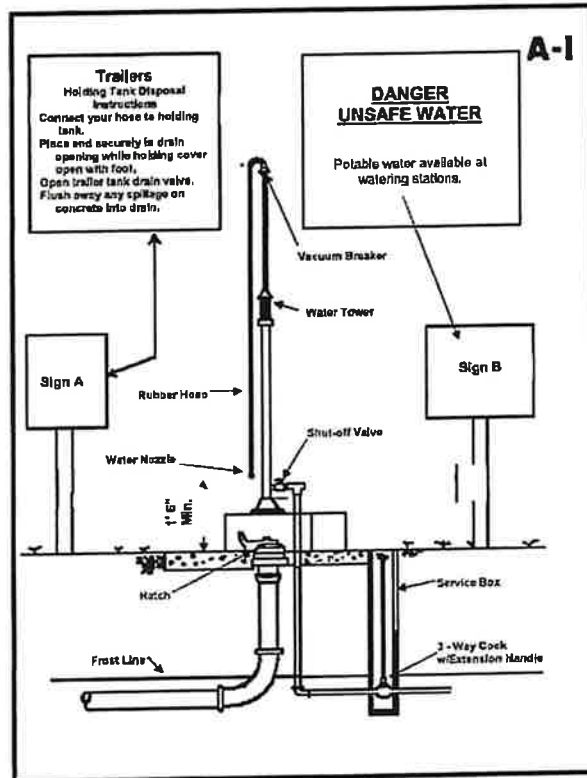 A-1
Trailers
Holding Tank Disposal
Instructions
Connect your hose to holding
tank.
Place end securely in drain
opening while holding cover
open with foot.
Open trailer tank drain valve.
Flush away any spillage on
concrete into drain.
DANGER
UNSAFE WATER
Potable water available at
watering stations.
Vacuum Breaker
Water Tower
Sign A
Sign B
Rubber Hose
Shut-off Valve
Water Nozzle
1' 6"
Min.
Hatch
Service Box
3 - Way Cock
w/Extension Handle
Frost Line